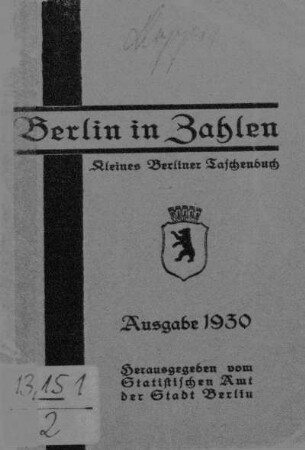 Berlin in Zahlen
Kleines Berliner Taschenbuch
Ausgabe 1930
Herausgegeben vom
Statistischen Amt
der Stadt Berlin
13,151
2